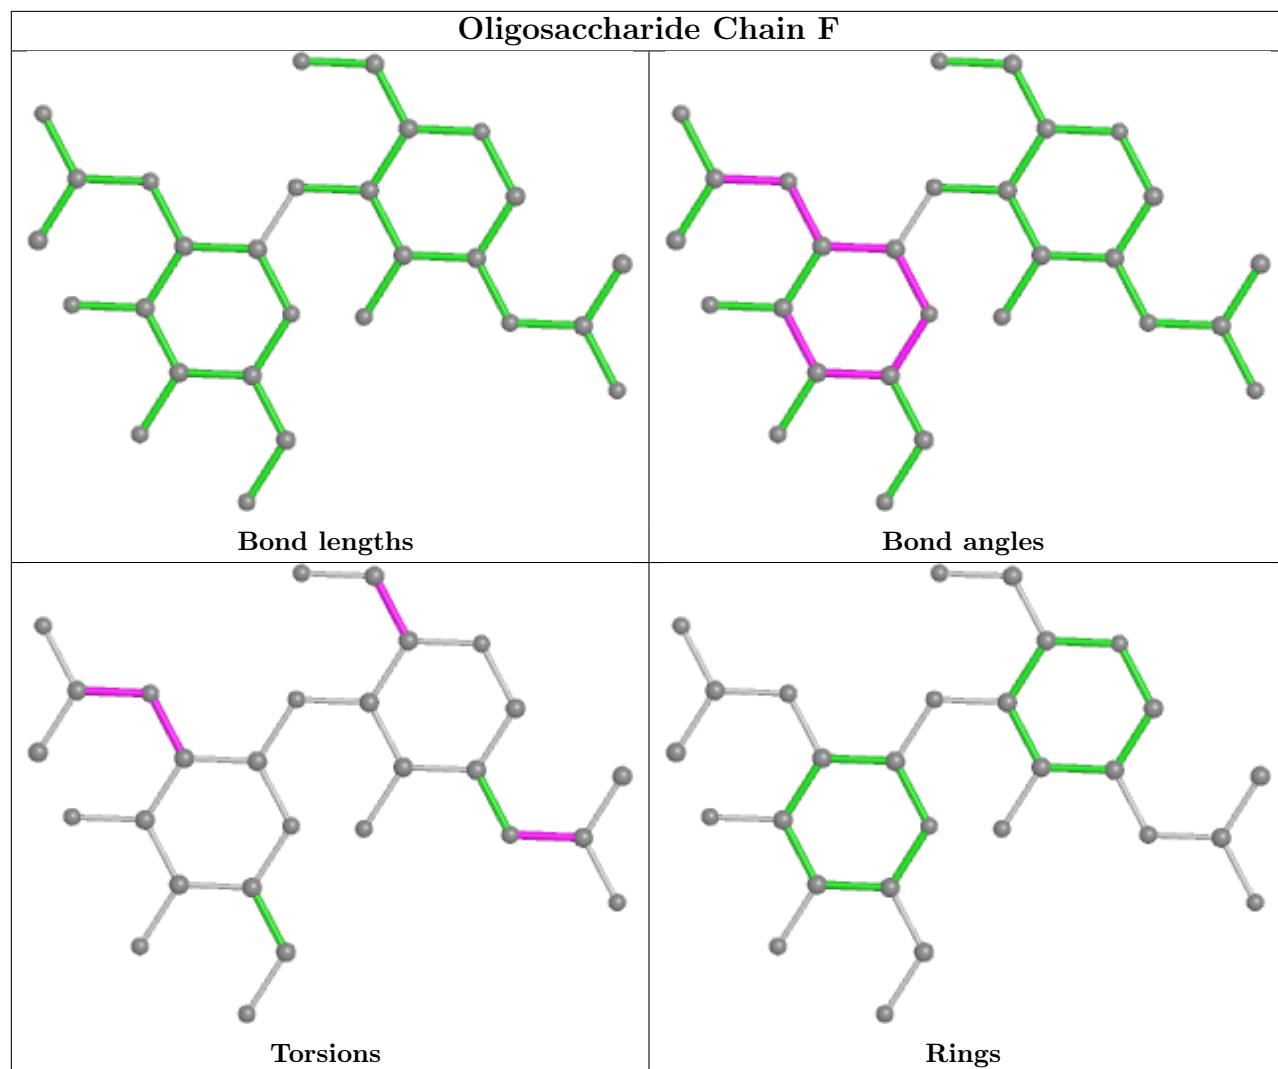 Oligosaccharide Chain F
Bond lengths
Bond angles
Torsions
Rings